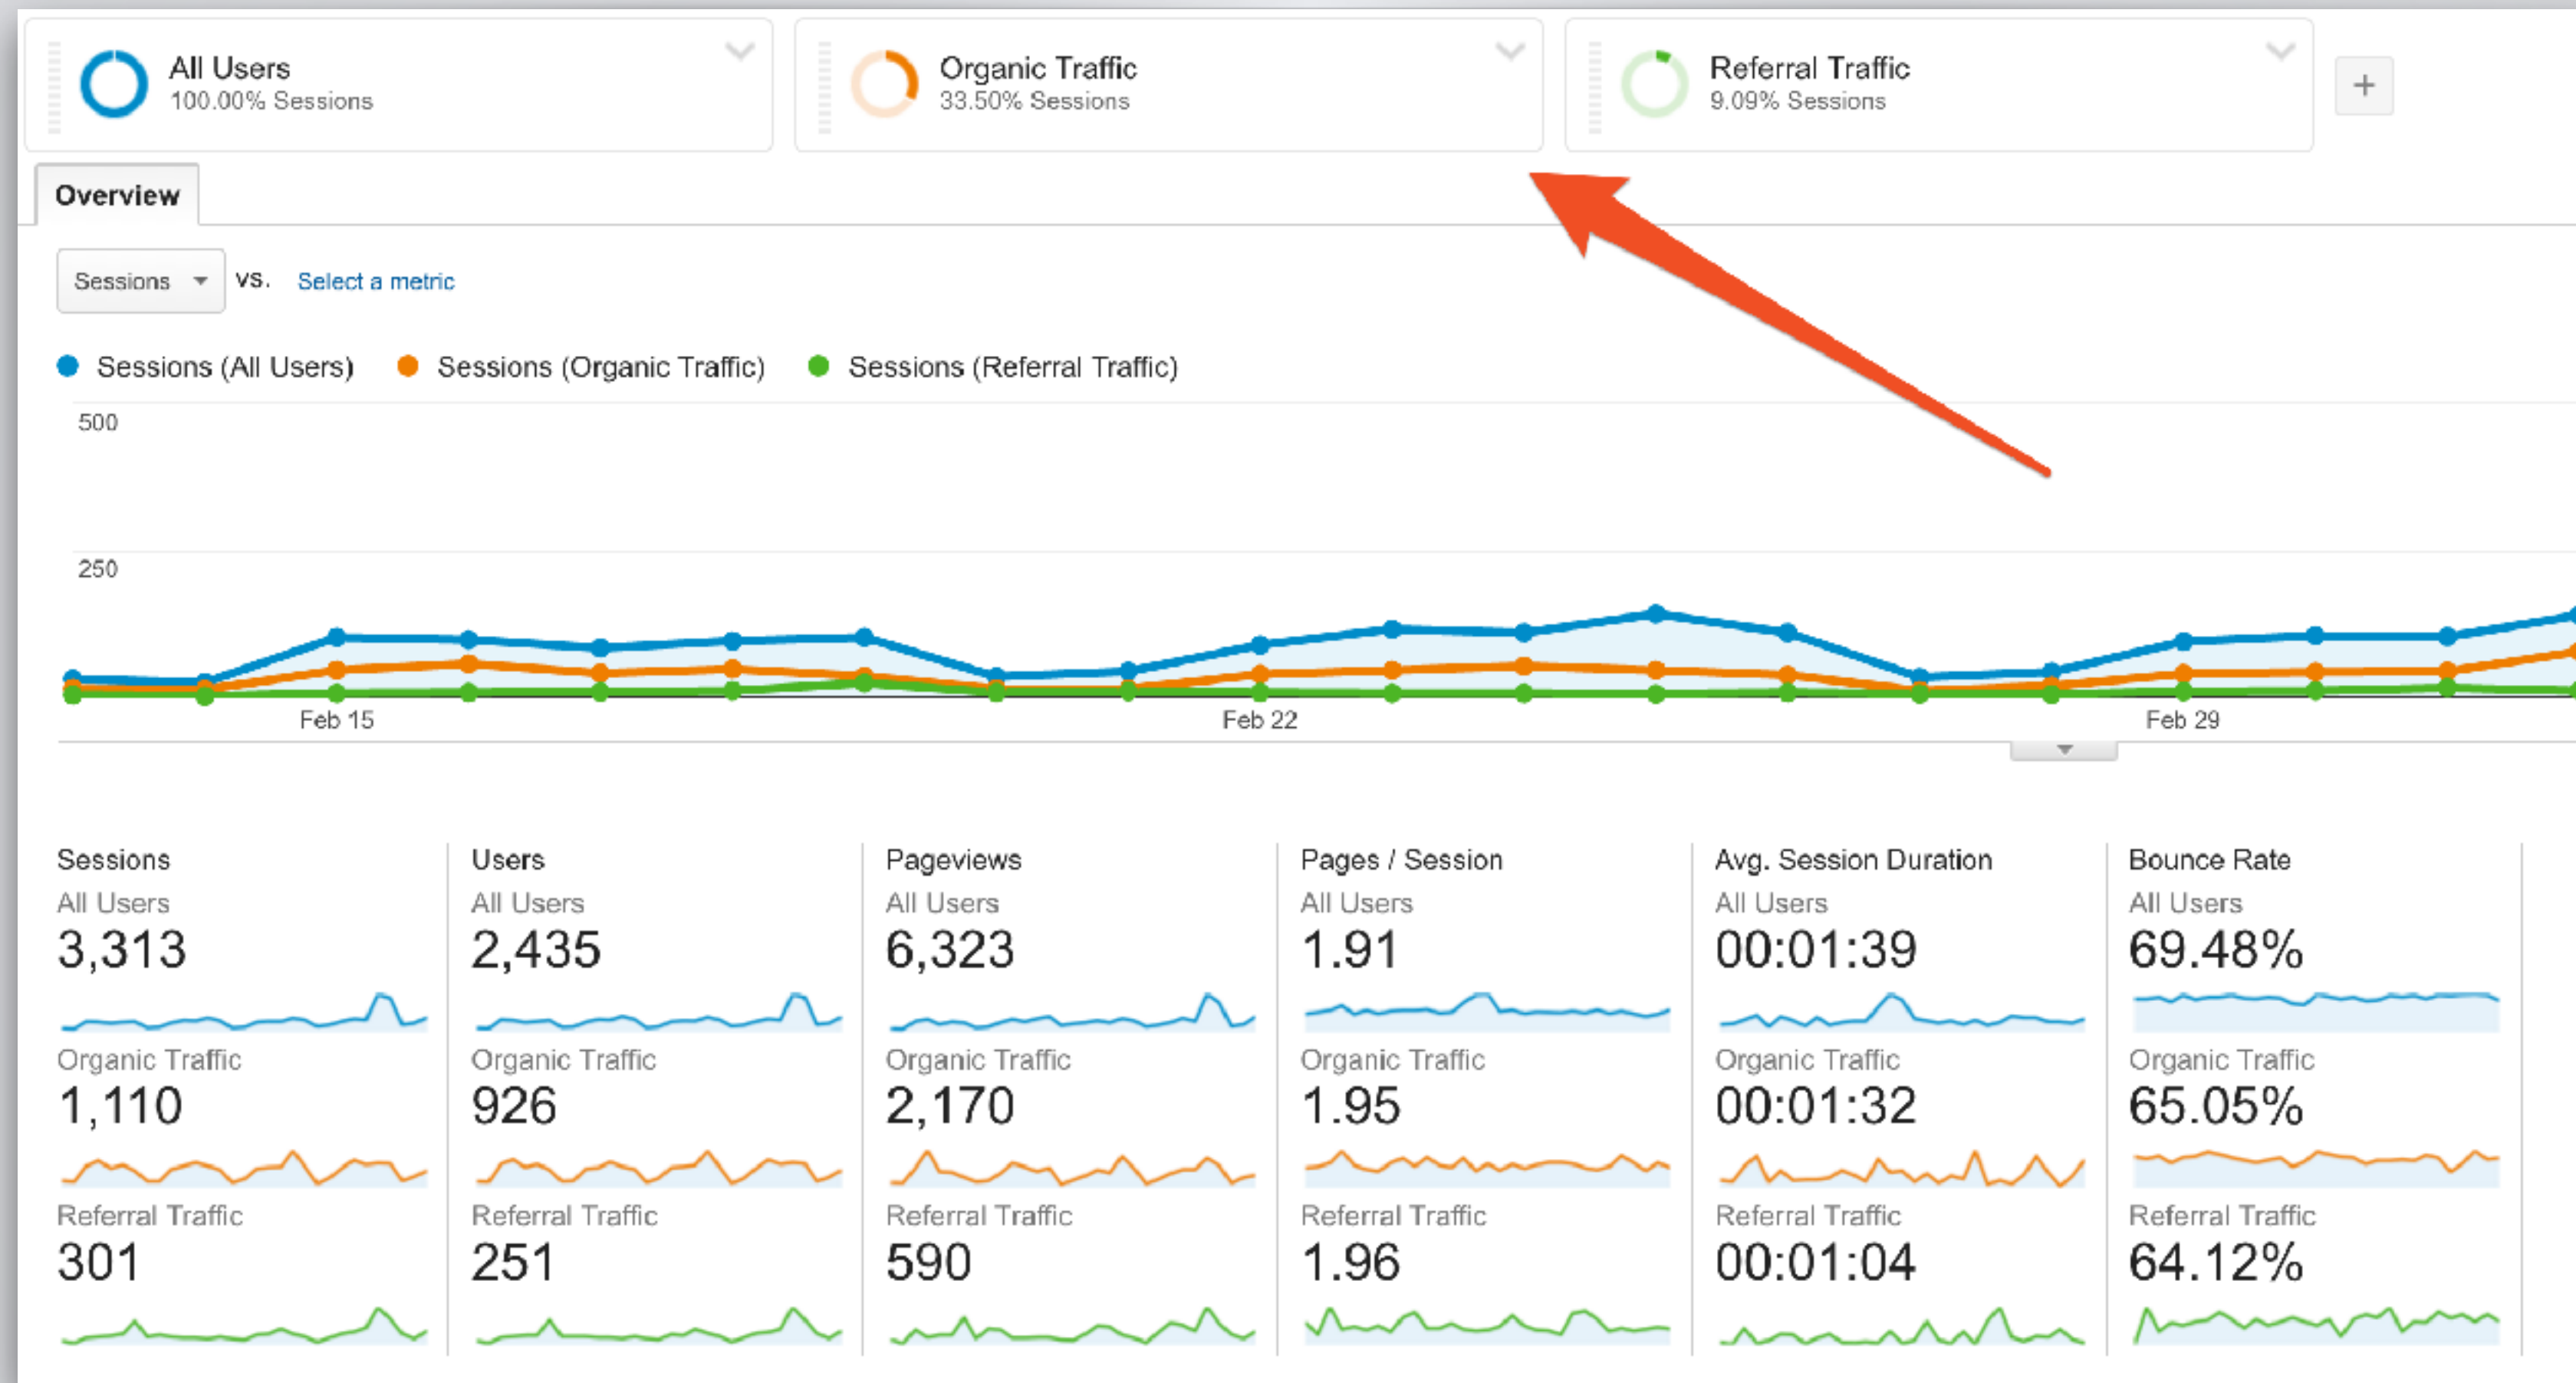 All Users
100.00% Sessions
Organic Traffic
33.50% Sessions
Referral Traffic
9.09% Sessions
+
Overview
Sessions vs. Select a metric
Sessions (All Users) Sessions (Organic Traffic) Sessions (Referral Traffic)
500
250
Feb 15 Feb 22 Feb 29
Sessions
All Users
3,313
Organic Traffic
1,110
Referral Traffic
301
Users
All Users
2,435
Organic Traffic
926
Referral Traffic
251
Pageviews
All Users
6,323
Organic Traffic
2,170
Referral Traffic
590
Pages / Session
All Users
1.91
Organic Traffic
1.95
Referral Traffic
1.96
Avg. Session Duration
All Users
00:01:39
Organic Traffic
00:01:32
Referral Traffic
00:01:04
Bounce Rate
All Users
69.48%
Organic Traffic
65.05%
Referral Traffic
64.12%